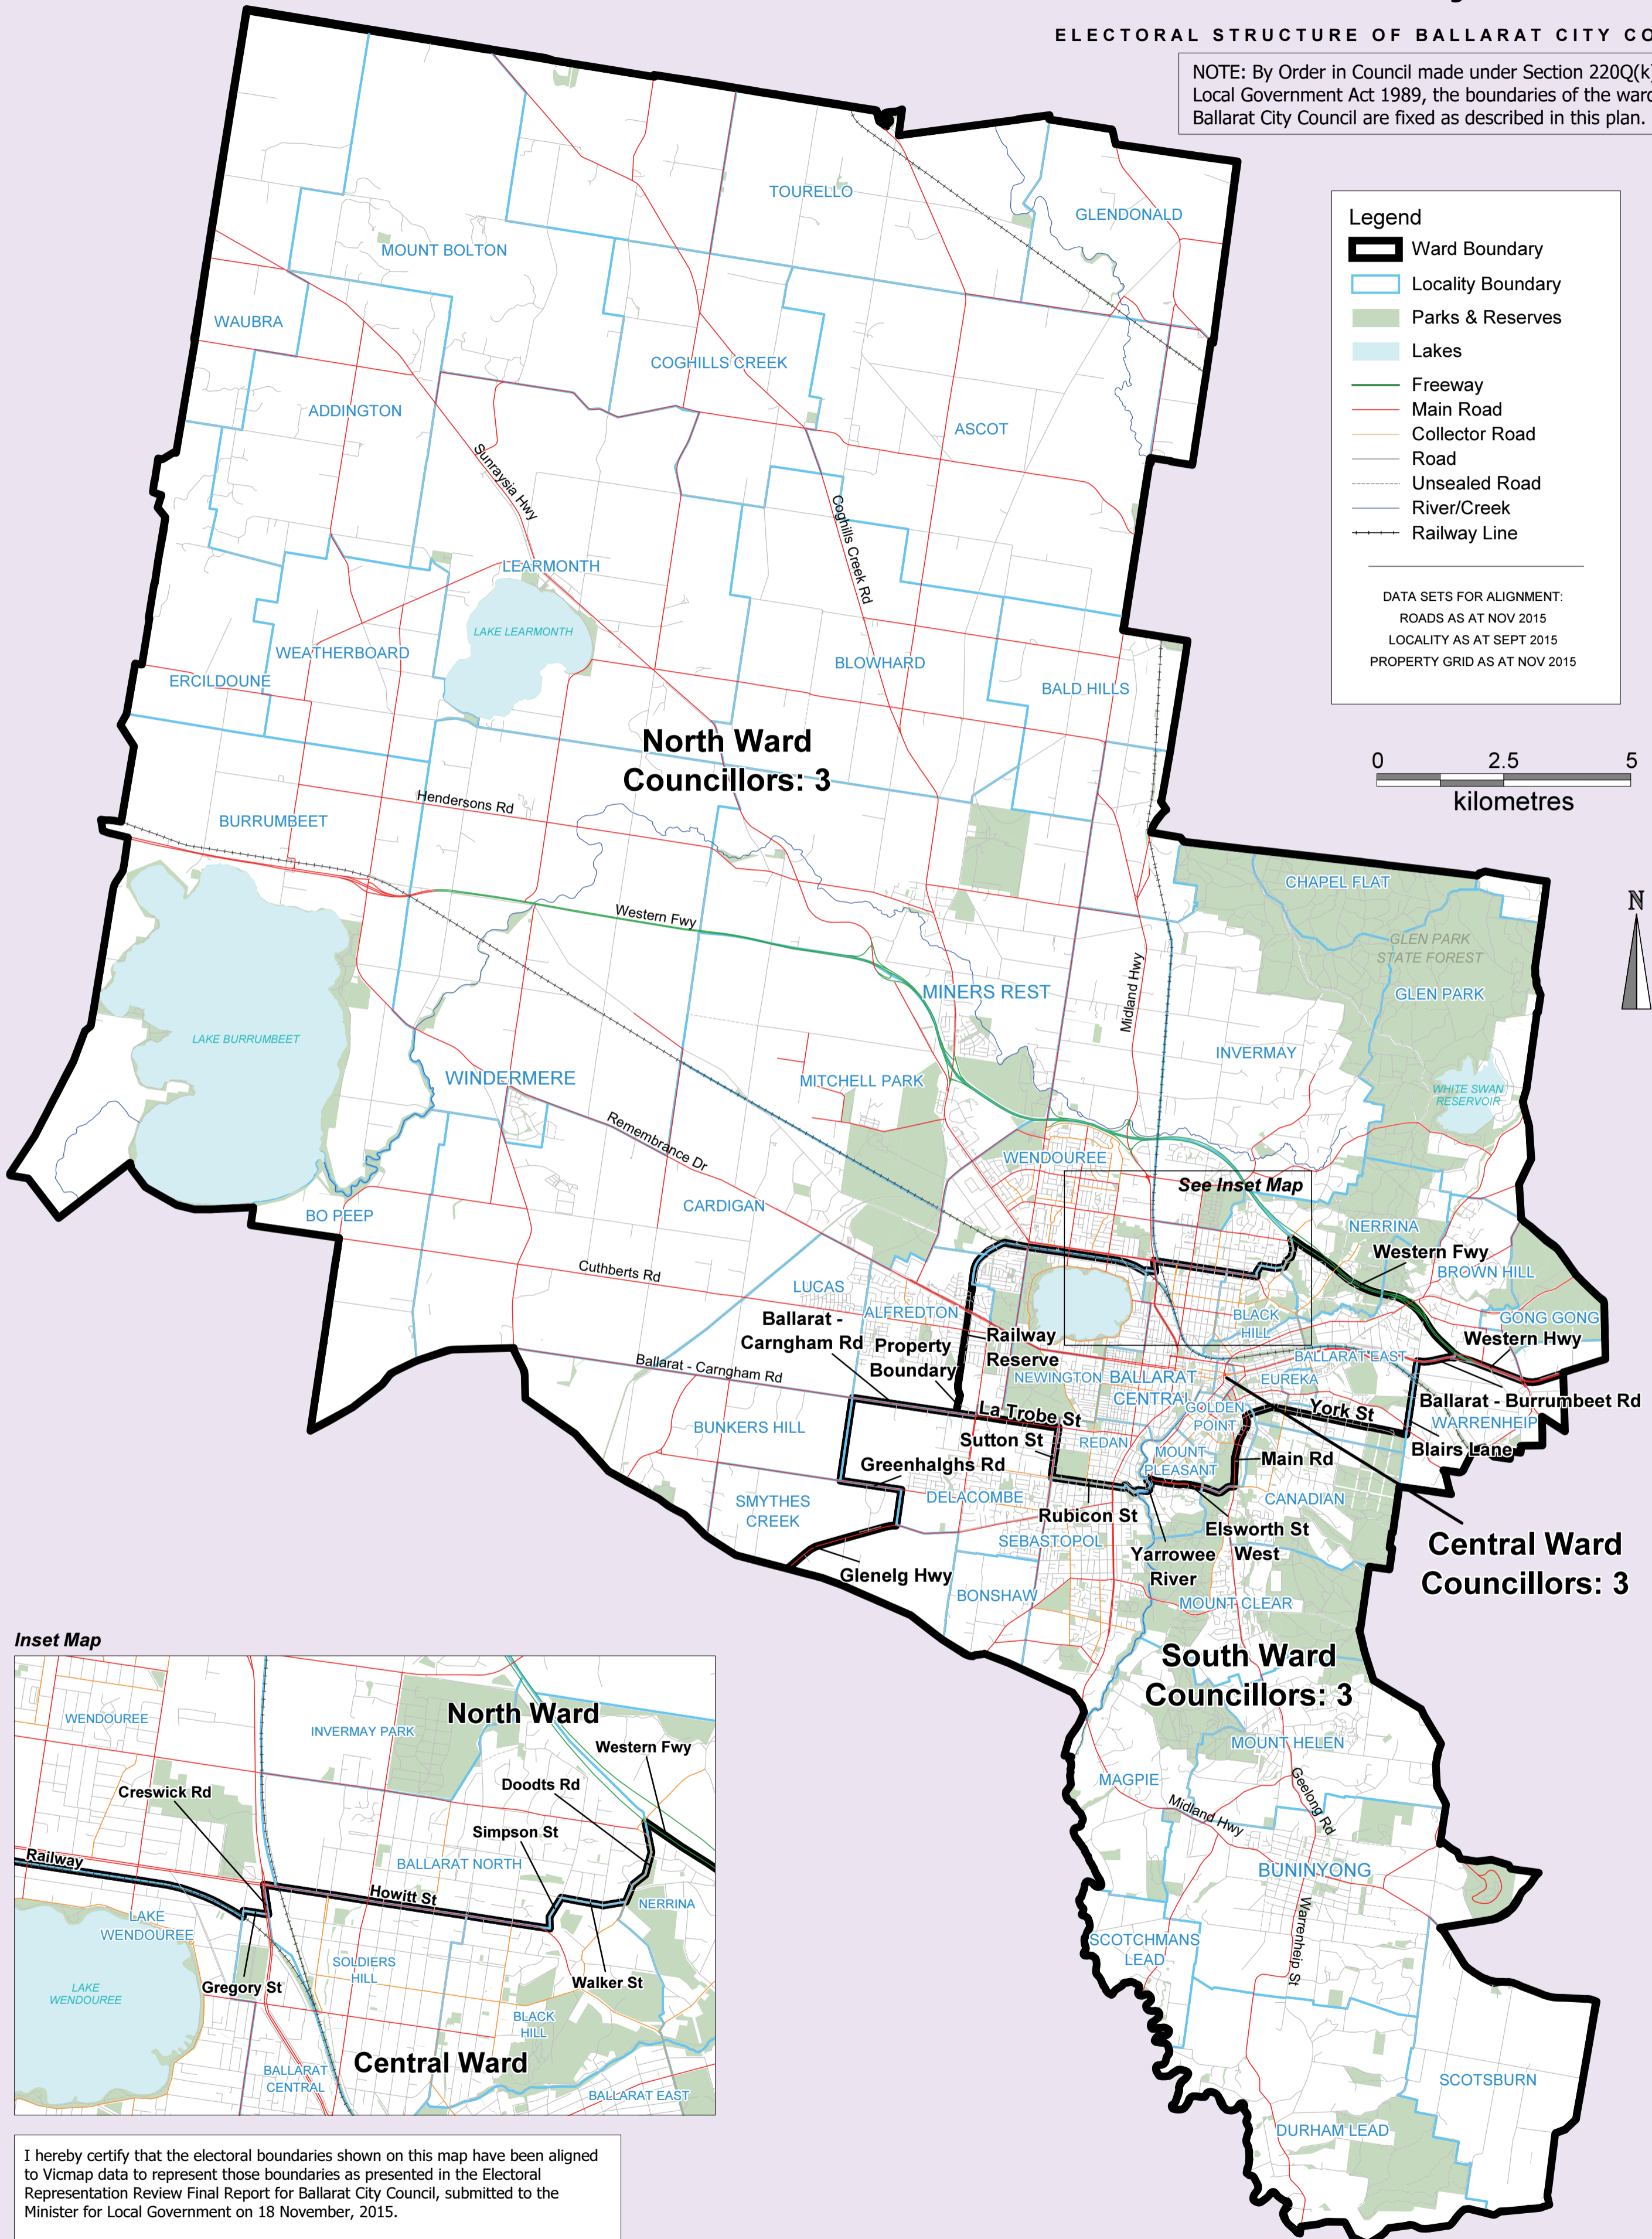 ELECTORAL STRUCTURE OF BALLARAT CITY CO
NOTE: By Order in Council made under Section 220Q(k)
Local Government Act 1989, the boundaries of the ward
Ballarat City Council are fixed as described in this plan.
Legend
Ward Boundary
Locality Boundary
Parks & Reserves
Lakes
Freeway
Main Road
Collector Road
Road
Unsealed Road
River/Creek
Railway Line
DATA SETS FOR ALIGNMENT:
ROADS AS AT NOV 2015
LOCALITY AS AT SEPT 2015
PROPERTY GRID AS AT NOV 2015
0 2.5 5
kilometres
N
TOURELLO
GLENDONALD
MOUNT BOLTON
WAUBRA
COGHILLS CREEK
ADDINGTON
ASCOT
Sunraysia Hwy
Coghills Creek Rd
LEARMONTH
LAKE LEARMONTH
WEATHERBOARD
ERCILDOUNE
BLOWHARD
BALD HILLS
North Ward
Councillors: 3
Hendersons Rd
BURRUMBEET
CHAPEL FLAT
Western Fwy
GLEN PARK
STATE FOREST
GLEN PARK
MINERS REST
Midland Hwy
LAKE BURRUMBEET
INVERMAY
WINDERMERE
MITCHELL PARK
WHITE SWAN
RESERVOIR
Remembrance Dr
WENDOUREE
See Inset Map
CARDIGAN
BO PEEP
NERRINA
Western Fwy
BROWN HILL
Cuthberts Rd
LUCAS
ALFREDTON
BLACK
HILL
GONG GONG
Ballarat -
Carngham Rd
Property
Boundary
Railway
Reserve
Western Hwy
BALLARAT EAST
Ballarat - Carngham Rd
NEWINGTON
BALLARAT
CENTRAL
EUREKA
Ballarat - Burrumbeet Rd
GOLDEN
POINT
York St
WARRENHEIP
La Trobe St
BUNKERS HILL
Sutton St
REDAN
Blairs Lane
MOUNT
PLEASANT
Main Rd
Greenhalghs Rd
SMYTHES
CREEK
DELACOMBE
CANADIAN
Rubicon St
Elsworth St
West
SEBASTOPOL
Yarrowee
River
Central Ward
Councillors: 3
Glenelg Hwy
BONSHAW
MOUNT CLEAR
South Ward
Councillors: 3
MOUNT HELEN
MAGPIE
Geelong Rd
Midland Hwy
BUNINYONG
Warrenheip St
SCOTCHMANS
LEAD
SCOTSBURN
DURHAM LEAD
Inset Map
North Ward
WENDOUREE
INVERMAY PARK
Western Fwy
Creswick Rd
Doodts Rd
Simpson St
Railway
BALLARAT NORTH
Howitt St
NERRINA
LAKE
WENDOUREE
SOLDIERS
HILL
LAKE
WENDOUREE
Gregory St
Walker St
BLACK
HILL
Central Ward
BALLARAT
CENTRAL
BALLARAT EAST
I hereby certify that the electoral boundaries shown on this map have been aligned
to Vicmap data to represent those boundaries as presented in the Electoral
Representation Review Final Report for Ballarat City Council, submitted to the
Minister for Local Government on 18 November, 2015.